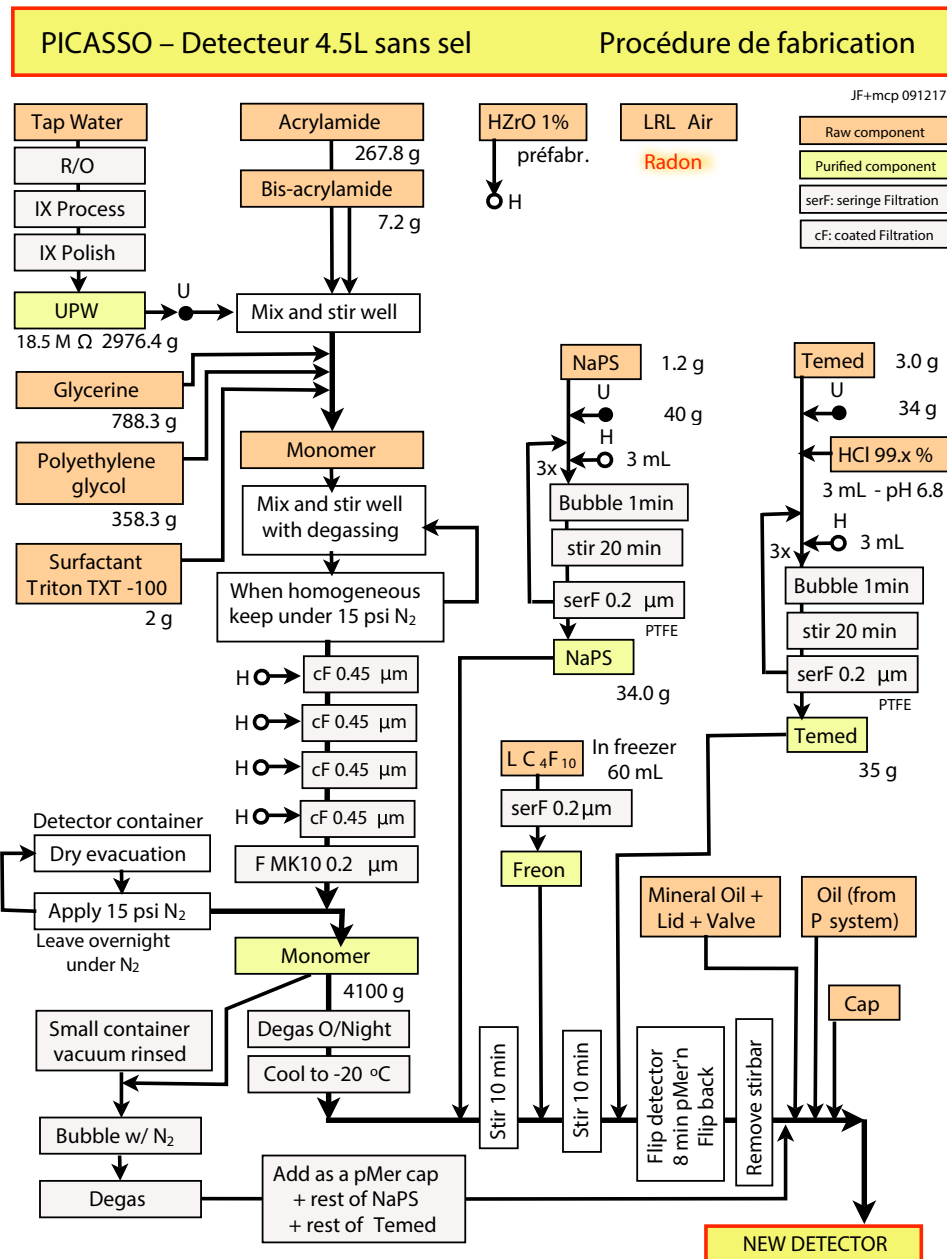 PICASSO – Detecteur 4.5L sans sel
Procédure de fabrication
JF+mcp 091217
Raw component
Purified component
serF: seringe Filtration
cF: coated Filtration
Tap Water
R/O
IX Process
IX Polish
UPW
18.5 M Ω 2976.4 g
U
Acrylamide
267.8 g
Bis-acrylamide
7.2 g
HZrO 1%
préfabr.
H
LRL Air
Radon
Mix and stir well
Glycerine
788.3 g
Polyethylene
glycol
358.3 g
Surfactant
Triton TXT -100
2 g
Monomer
Mix and stir well
with degassing
When homogeneous
keep under 15 psi N₂
H
cF 0.45 µm
H
cF 0.45 µm
H
cF 0.45 µm
H
cF 0.45 µm
F MK10 0.2 µm
NaPS
1.2 g
U
40 g
H
3x
3 mL
Bubble 1min
stir 20 min
serF 0.2 µm
PTFE
NaPS
34.0 g
Temed
3.0 g
U
34 g
HCl 99.x %
3 mL - pH 6.8
H
3x
3 mL
Bubble 1min
stir 20 min
serF 0.2 µm
PTFE
Temed
35 g
L C₄F₁₀
In freezer
60 mL
serF 0.2µm
Freon
Detector container
Dry evacuation
Apply 15 psi N₂
Leave overnight
under N₂
Monomer
4100 g
Degas O/Night
Cool to -20 ºC
Small container
vacuum rinsed
Bubble w/ N₂
Degas
Add as a pMer cap
+ rest of NaPS
+ rest of Temed
Stir 10 min
Stir 10 min
Flip detector
8 min pMer'n
Flip back
Remove stirbar
Mineral Oil +
Lid + Valve
Oil (from
P system)
Cap
NEW DETECTOR